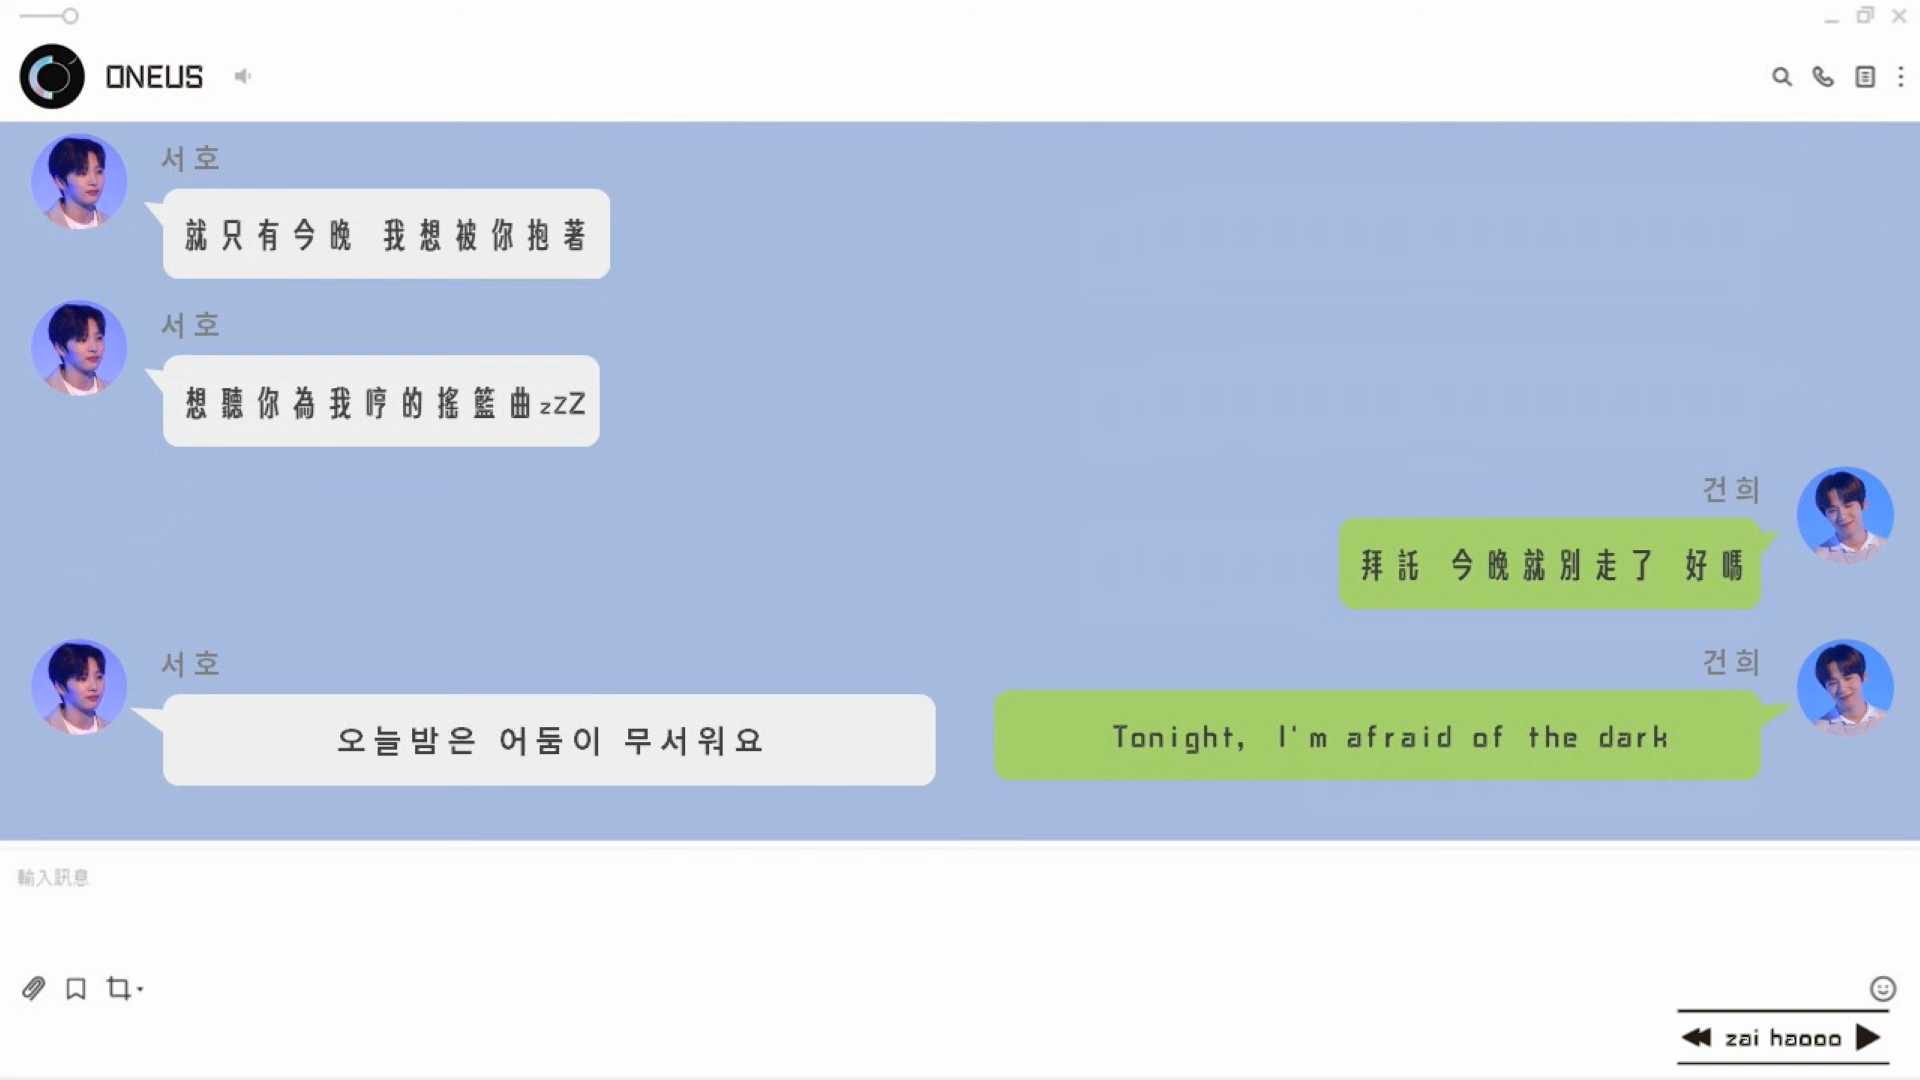 ONEUS
서호
就只有今晚 我想被你抱著
서호
想聽你為我哼的搖籃曲zZZ
건희
拜託 今晚就別走了 好嗎
서호
오늘밤은 어둠이 무서워요
건희
Tonight, I'm afraid of the dark
輸入訊息
zai haooo